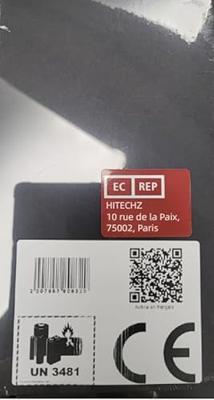 EC REP
HITECHZ
10 rue de la Paix,
75002, Paris
UN 3481
CE